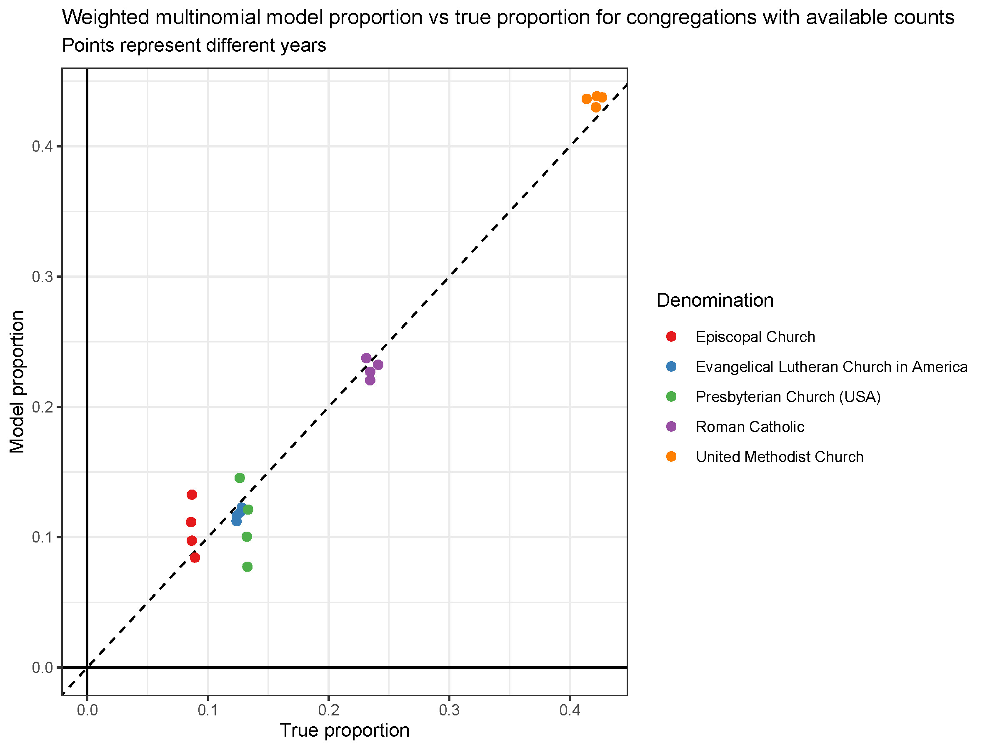 Weighted multinomial model proportion vs true proportion for congregations with available counts
Points represent different years
Model proportion
0.4
0.3
0.2
0.1
0.0
0.0 0.1 0.2 0.3 0.4
True proportion
Denomination
Episcopal Church
Evangelical Lutheran Church in America
Presbyterian Church (USA)
Roman Catholic
United Methodist Church